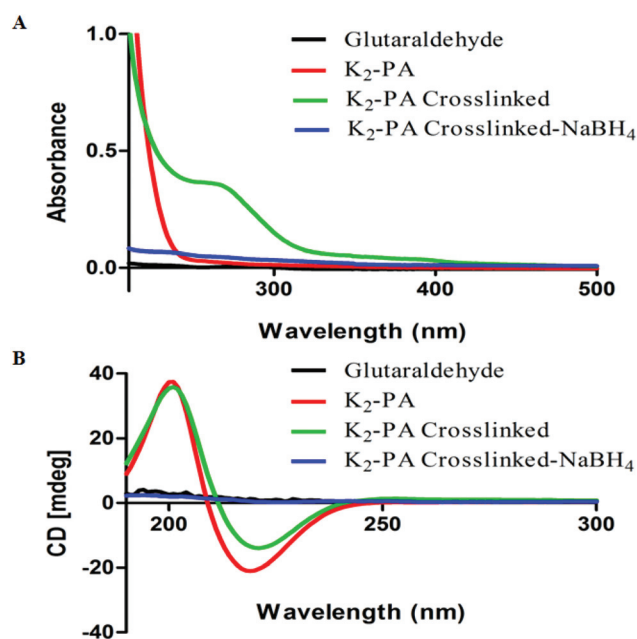 A
Glutaraldehyde
K₂-PA
K₂-PA Crosslinked
K₂-PA Crosslinked-NaBH₄
1.0
0.5
0.0
Absorbance
300
400
500
Wavelength (nm)
B
Glutaraldehyde
K₂-PA
K₂-PA Crosslinked
K₂-PA Crosslinked-NaBH₄
40
20
0
-20
-40
CD [mdeg]
200
250
300
Wavelength (nm)